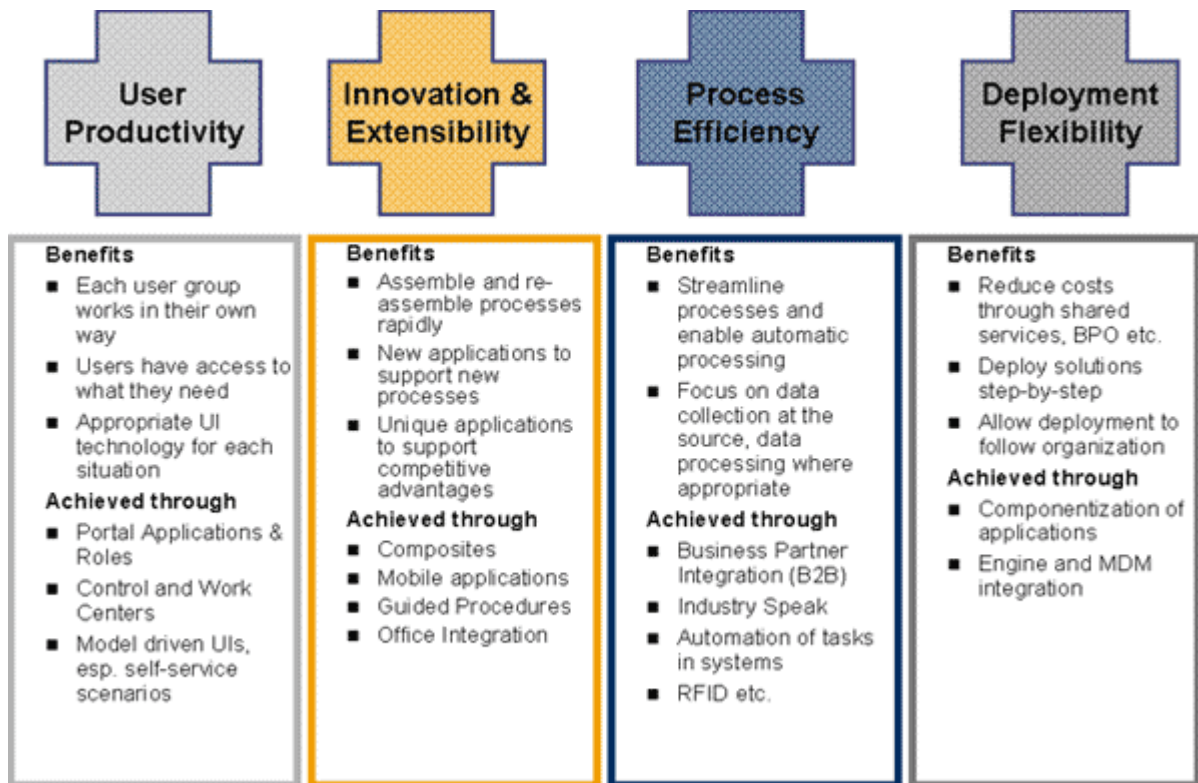 User
Productivity
Innovation &
Extensibility
Process
Efficiency
Deployment
Flexibility
Benefits
■ Each user group
works in their own
way
■ Users have access to
what they need
■ Appropriate UI
technology for each
situation
Achieved through
■ Portal Applications &
Roles
■ Control and Work
Centers
■ Model driven UIs,
esp. self-service
scenarios
Benefits
■ Assemble and re-
assemble processes
rapidly
■ New applications to
support new
processes
■ Unique applications
to support
competitive
advantages
Achieved through
■ Composites
■ Mobile applications
■ Guided Procedures
■ Office Integration
Benefits
■ Streamline
processes and
enable automatic
processing
■ Focus on data
collection at the
source, data
processing where
appropriate
Achieved through
■ Business Partner
Integration (B2B)
■ Industry Speak
■ Automation of tasks
in systems
■ RFID etc.
Benefits
■ Reduce costs
through shared
services, BPO etc.
■ Deploy solutions
step-by-step
■ Allow deployment to
follow organization
Achieved through
■ Componentization of
applications
■ Engine and MDM
integration